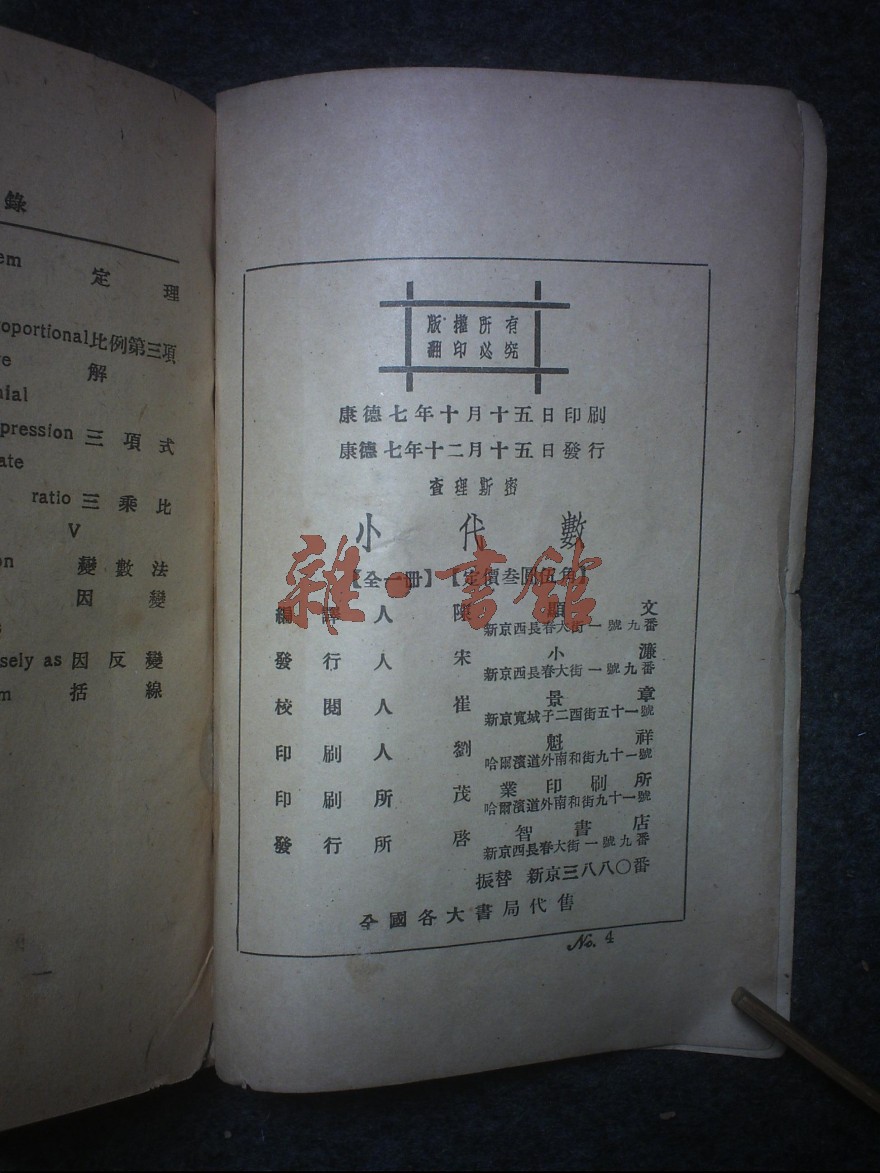 錄
em 定理
roportional 比例第三項
解
nial
pression 三項式
ate
ratio 三乘比
V
on 變數法
因變
sely as 因反變
m 括線
版權所有
翻印必究
康德七年十月十五日印刷
康德七年十二月十五日發行
查理斯密
小代數
【全一冊】【定價叁圓伍角】
編譯人 陳顯文
新京西長春大街一號九番
發行人 宋小濂
新京西長春大街一號九番
校閱人 崔景章
新京寬城子二酉街五十一號
印刷人 劉魁祥
哈爾濱道外南和街九十一號
印刷所 茂業印刷所
哈爾濱道外南和街九十一號
發行所 啓智書店
新京西長春大街一號九番
振替 新京三八八〇番
全國各大書局代售
No. 4
雜·書館